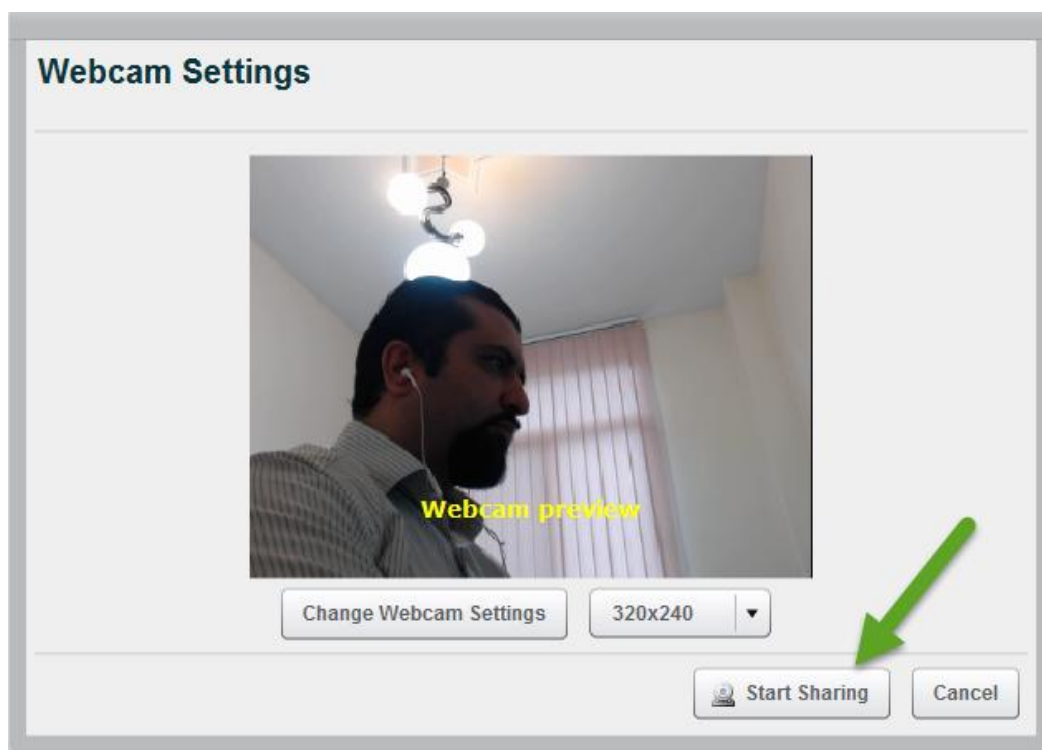 Webcam Settings
Webcam preview
Change Webcam Settings
320x240
Start Sharing
Cancel